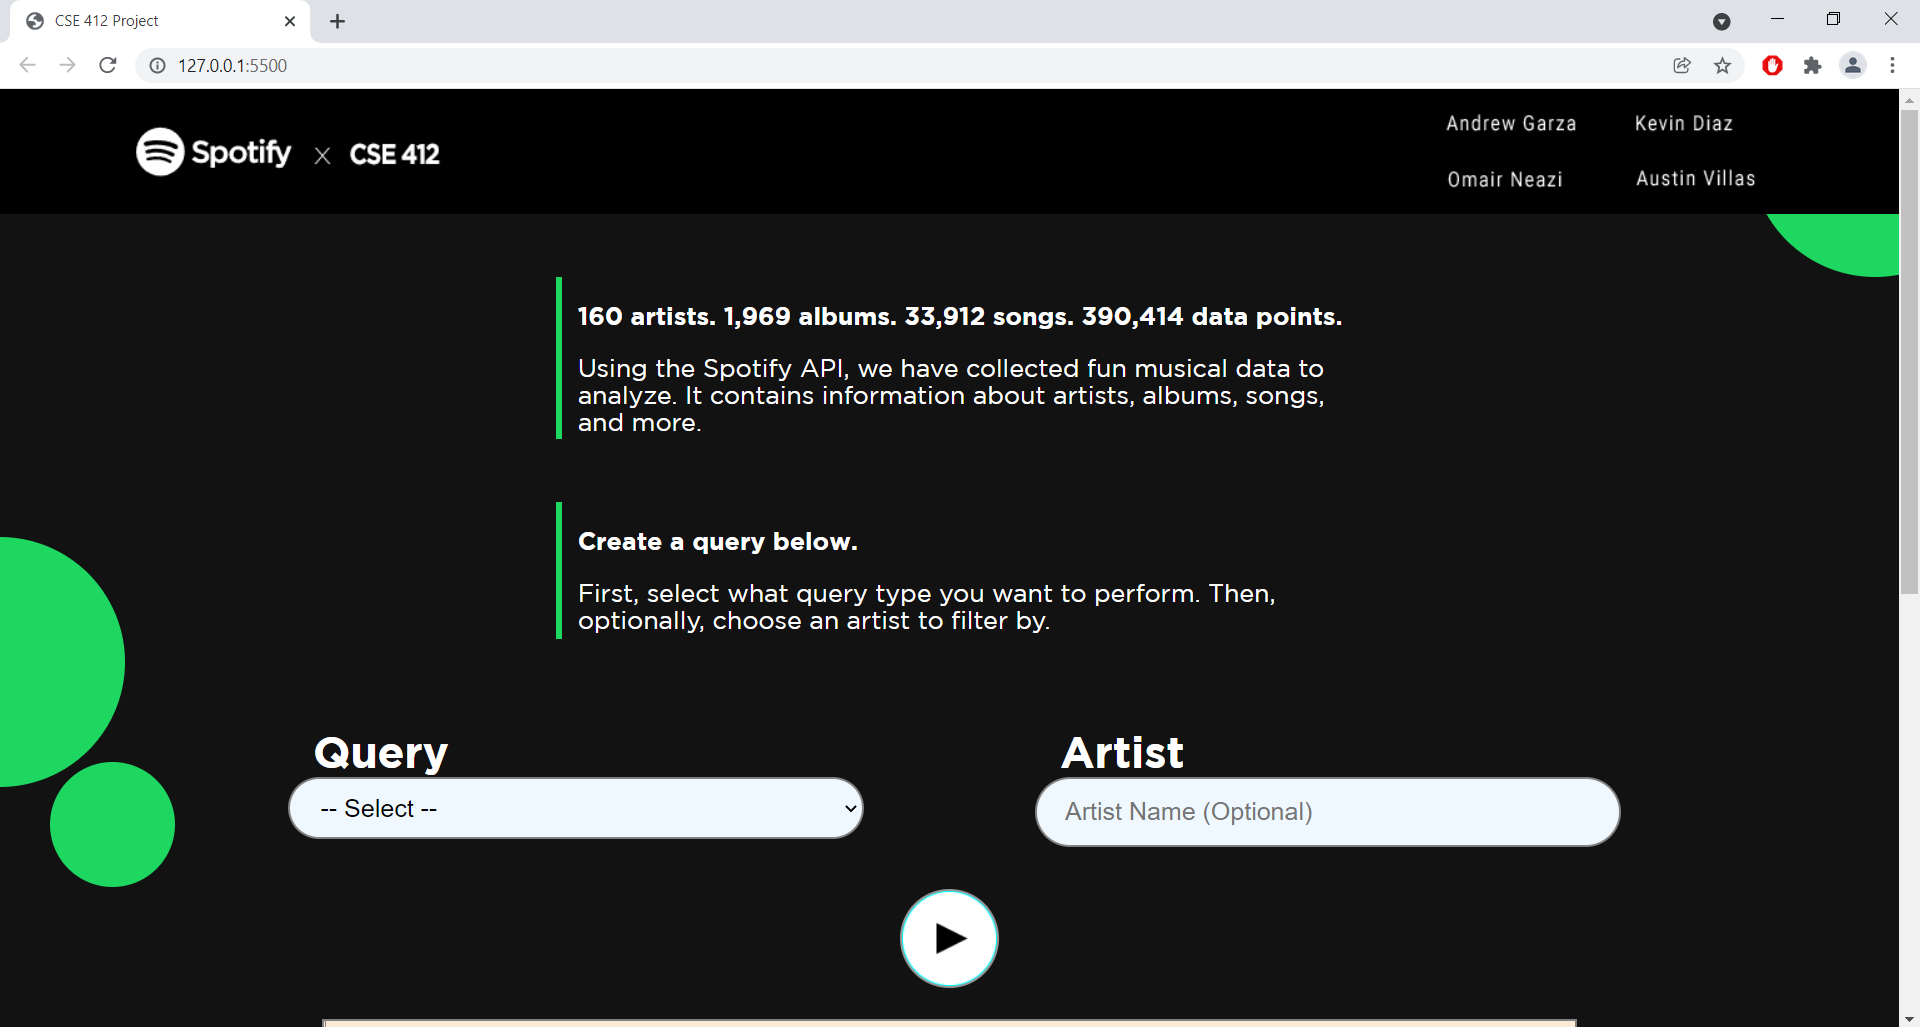 CSE 412 Project
127.0.0.1:5500
Spotify X CSE 412
Andrew Garza Kevin Diaz
Omair Neazi Austin Villas
160 artists. 1,969 albums. 33,912 songs. 390,414 data points.
Using the Spotify API, we have collected fun musical data to
analyze. It contains information about artists, albums, songs,
and more.
Create a query below.
First, select what query type you want to perform. Then,
optionally, choose an artist to filter by.
Query Artist
-- Select -- Artist Name (Optional)